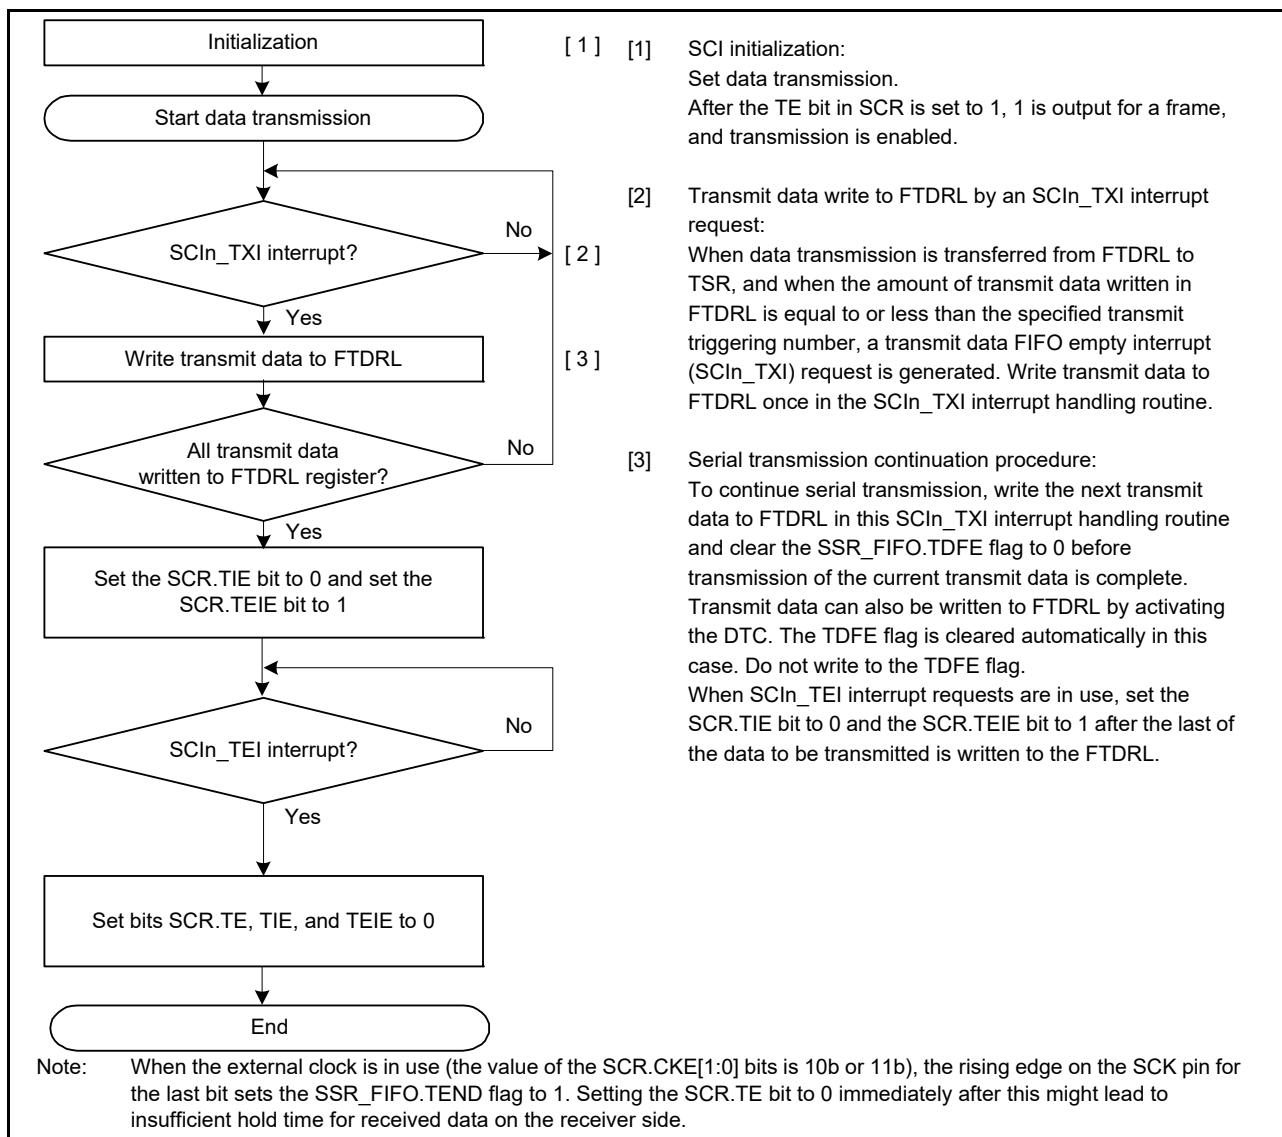 Initialization
[ 1 ]
Start data transmission
SCIn_TXI interrupt?
No
[ 2 ]
Yes
Write transmit data to FTDRL
[ 3 ]
All transmit data
written to FTDRL register?
No
Yes
Set the SCR.TIE bit to 0 and set the
SCR.TEIE bit to 1
SCIn_TEI interrupt?
No
Yes
Set bits SCR.TE, TIE, and TEIE to 0
End
[1] SCI initialization:
Set data transmission.
After the TE bit in SCR is set to 1, 1 is output for a frame,
and transmission is enabled.
[2] Transmit data write to FTDRL by an SCIn_TXI interrupt
request:
When data transmission is transferred from FTDRL to
TSR, and when the amount of transmit data written in
FTDRL is equal to or less than the specified transmit
triggering number, a transmit data FIFO empty interrupt
(SCIn_TXI) request is generated. Write transmit data to
FTDRL once in the SCIn_TXI interrupt handling routine.
[3] Serial transmission continuation procedure:
To continue serial transmission, write the next transmit
data to FTDRL in this SCIn_TXI interrupt handling routine
and clear the SSR_FIFO.TDFE flag to 0 before
transmission of the current transmit data is complete.
Transmit data can also be written to FTDRL by activating
the DTC. The TDFE flag is cleared automatically in this
case. Do not write to the TDFE flag.
When SCIn_TEI interrupt requests are in use, set the
SCR.TIE bit to 0 and the SCR.TEIE bit to 1 after the last of
the data to be transmitted is written to the FTDRL.
Note: When the external clock is in use (the value of the SCR.CKE[1:0] bits is 10b or 11b), the rising edge on the SCK pin for
the last bit sets the SSR_FIFO.TEND flag to 1. Setting the SCR.TE bit to 0 immediately after this might lead to
insufficient hold time for received data on the receiver side.